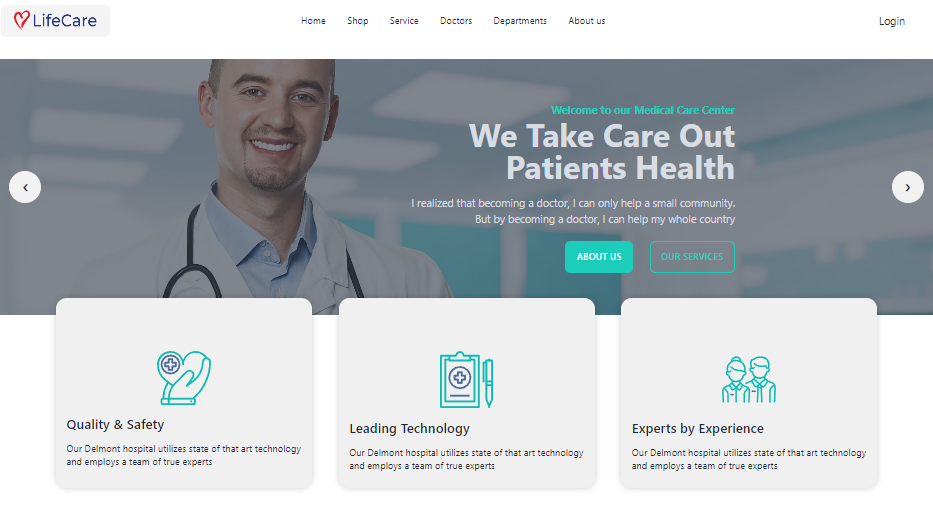 LifeCare
Home Shop Service Doctors Departments About us
Login
Welcome to our Medical Care Center
We Take Care Out
Patients Health
I realized that becoming a doctor, I can only help a small community.
But by becoming a doctor, I can help my whole country
ABOUT US OUR SERVICES
Quality & Safety
Our Delmont hospital utilizes state of that art technology
and employs a team of true experts
Leading Technology
Our Delmont hospital utilizes state of that art technology
and employs a team of true experts
Experts by Experience
Our Delmont hospital utilizes state of that art technology
and employs a team of true experts